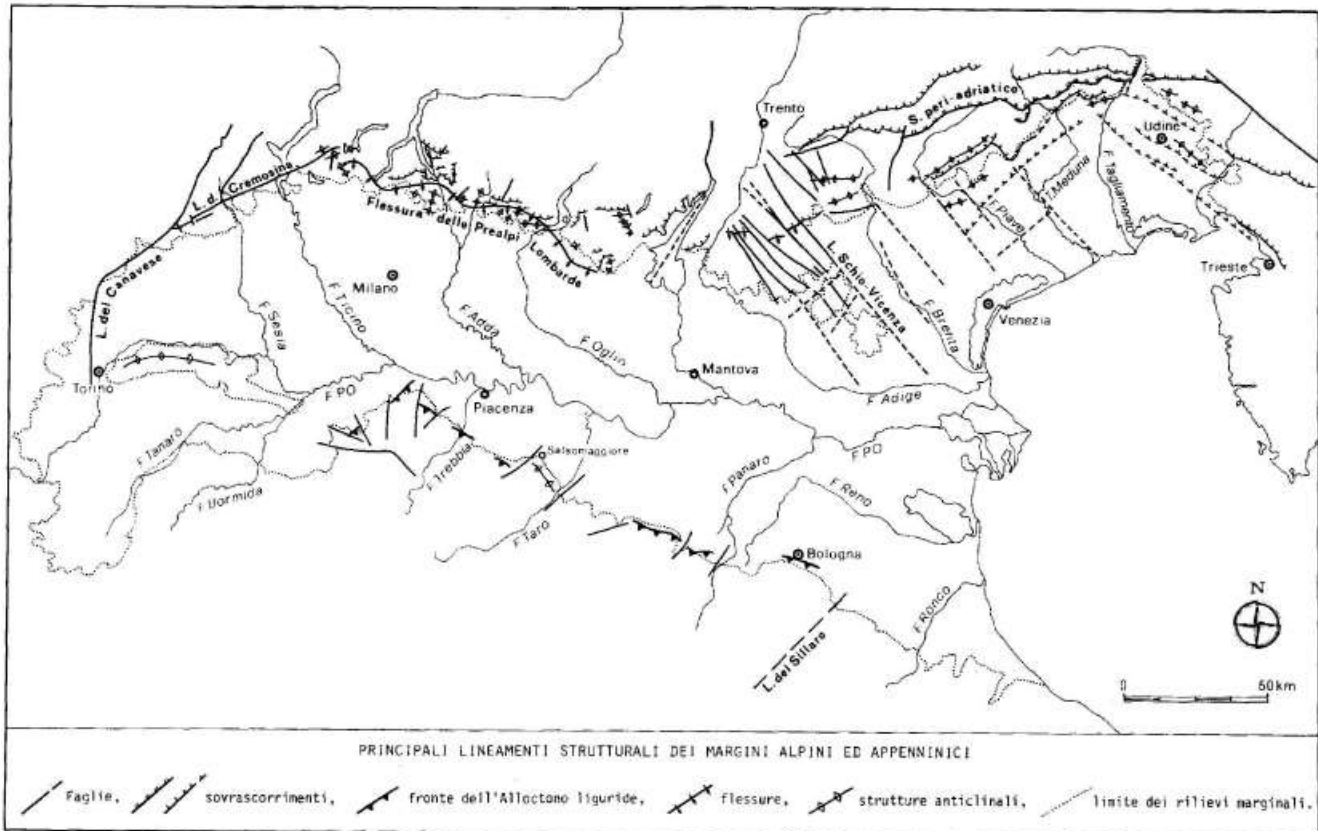 Trento
S. peri-adriatico
Udine
L. d. Cremosina
Flessura delle Prealpi Lombarde
T. Meduna
F. Tagliamento
F. Piave
Trieste
L. del Canavese
Milano
F. Sesia
F. Ticino
F. Adda
F. Oglio
L. Schio-Vicenza
F. Brenta
Venezia
Torino
Mantova
F. PO
Piacenza
F. Adige
F. Tanaro
F. Bormida
F. Trebbia
Salsomaggiore
F. Taro
F. Panaro
F. PO
F. Reno
Bologna
F. Ronco
L. del Sillaro
N
0 50 km
PRINCIPALI LINEAMENTI STRUTTURALI DEI MARGINI ALPINI ED APPENNINICI
Faglie, sovrascorrimenti, fronte dell'Alloctono liguride, flessure, strutture anticlinali, limite dei rilievi marginali.